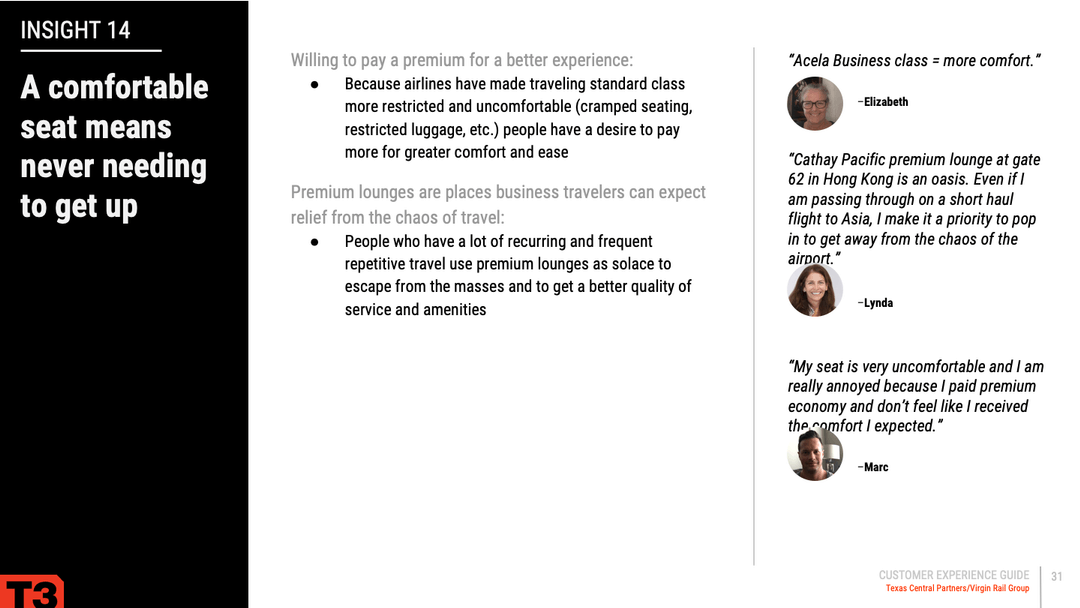 INSIGHT 14
A comfortable
seat means
never needing
to get up
Willing to pay a premium for a better experience:
● Because airlines have made traveling standard class
more restricted and uncomfortable (cramped seating,
restricted luggage, etc.) people have a desire to pay
more for greater comfort and ease
Premium lounges are places business travelers can expect
relief from the chaos of travel:
● People who have a lot of recurring and frequent
repetitive travel use premium lounges as solace to
escape from the masses and to get a better quality of
service and amenities
“Acela Business class = more comfort.”
–Elizabeth
“Cathay Pacific premium lounge at gate
62 in Hong Kong is an oasis. Even if I
am passing through on a short haul
flight to Asia, I make it a priority to pop
in to get away from the chaos of the
airport.”
–Lynda
“My seat is very uncomfortable and I am
really annoyed because I paid premium
economy and don’t feel like I received
the comfort I expected.”
–Marc
T3
CUSTOMER EXPERIENCE GUIDE
Texas Central Partners/Virgin Rail Group
31